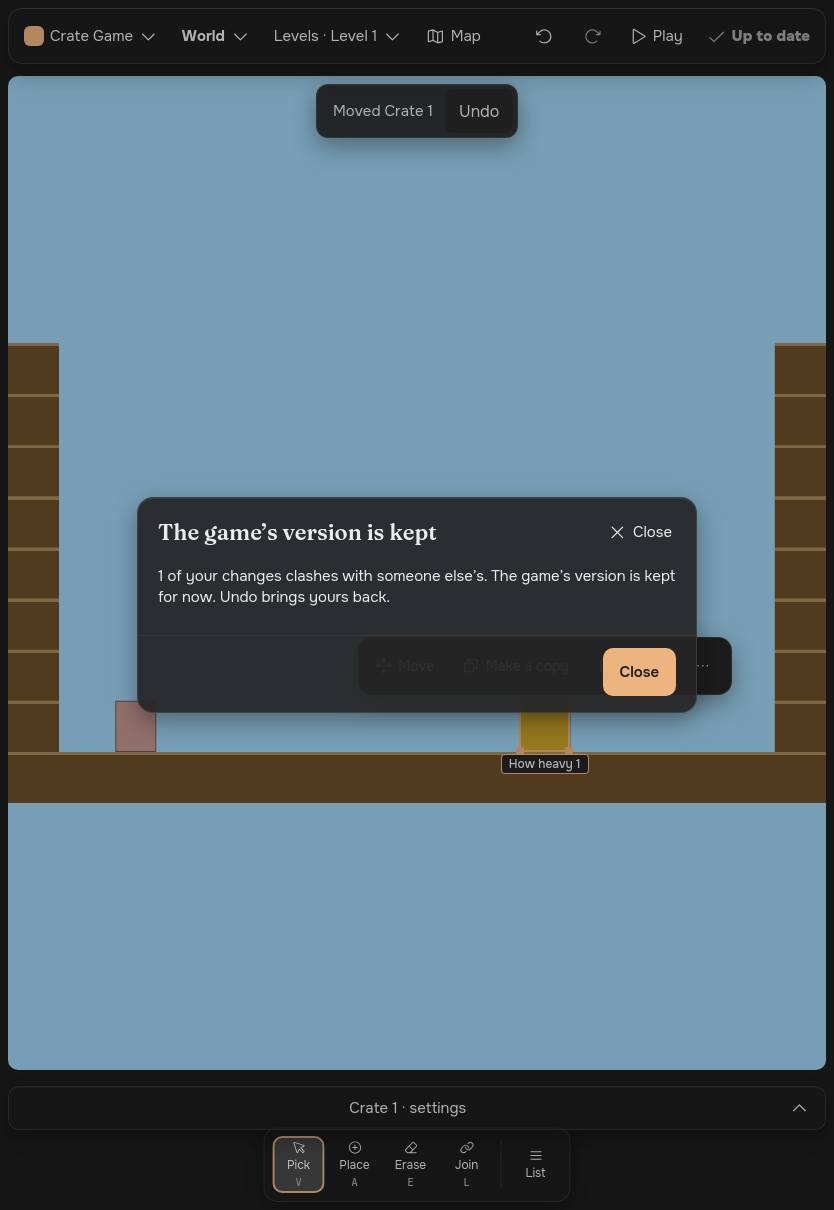 Crate Game World Levels · Level 1 Map Play Up to date
Moved Crate 1 Undo
The game’s version is kept Close
1 of your changes clashes with someone else’s. The game’s version is kept
for now. Undo brings yours back.
Move Make a copy Close ...
How heavy 1
Crate 1 · settings
Pick Place Erase Join List
V A E L